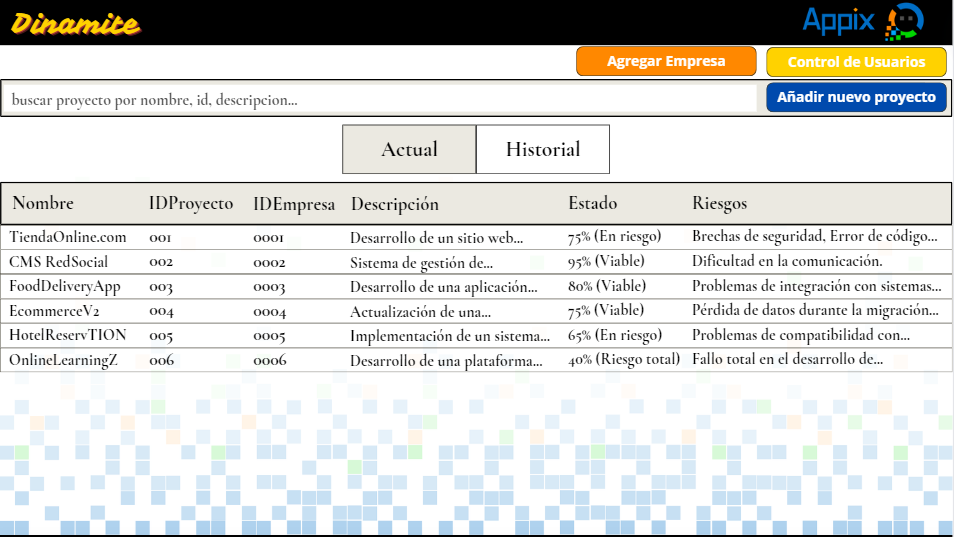 Dinamite
Appix
Agregar Empresa
Control de Usuarios
buscar proyecto por nombre, id, descripcion...
Añadir nuevo proyecto
Actual
Historial
Nombre IDProyecto IDEmpresa Descripción Estado Riesgos
TiendaOnline.com 001 0001 Desarrollo de un sitio web... 75% (En riesgo) Brechas de seguridad, Error de código...
CMS RedSocial 002 0002 Sistema de gestión de... 95% (Viable) Dificultad en la comunicación.
FoodDeliveryApp 003 0003 Desarrollo de una aplicación... 80% (Viable) Problemas de integración con sistemas...
EcommerceV2 004 0004 Actualización de una... 75% (Viable) Pérdida de datos durante la migración...
HotelReservTION 005 0005 Implementación de un sistema... 65% (En riesgo) Problemas de compatibilidad con...
OnlineLearningZ 006 0006 Desarrollo de una plataforma... 40% (Riesgo total) Fallo total en el desarrollo de...